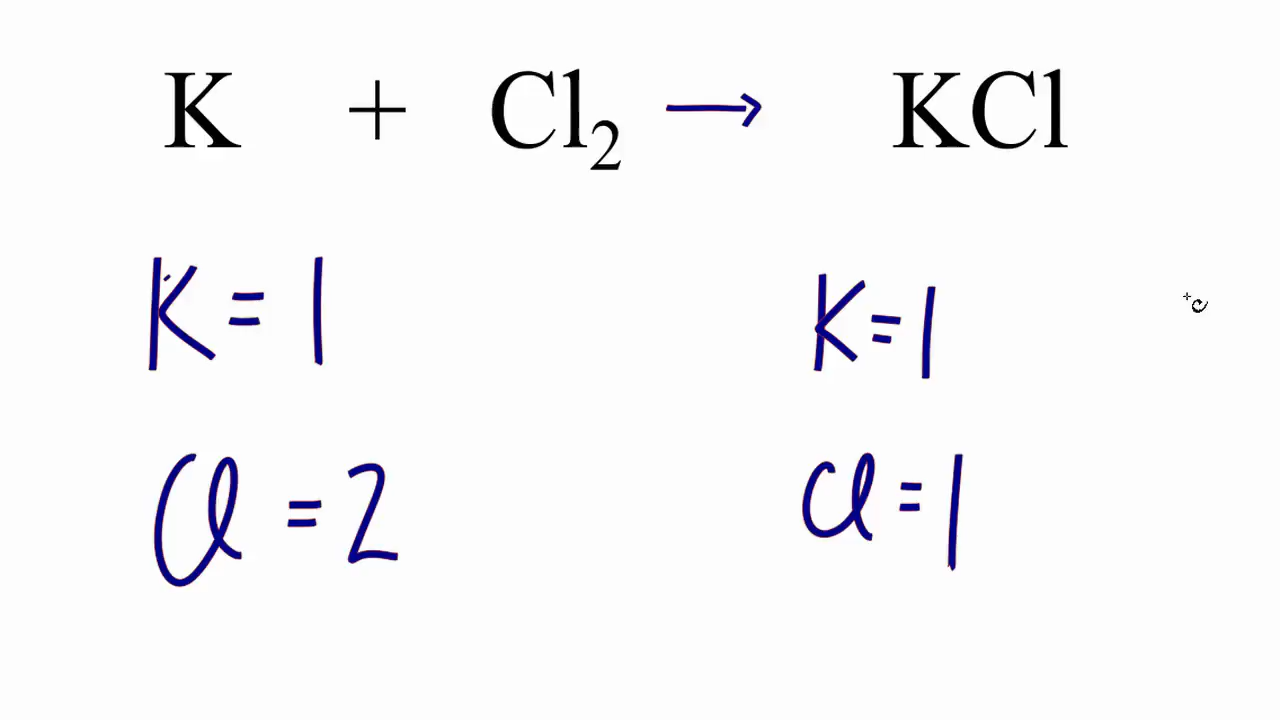 K + Cl₂ → KCl
K = 1 K = 1
Cl = 2 Cl = 1